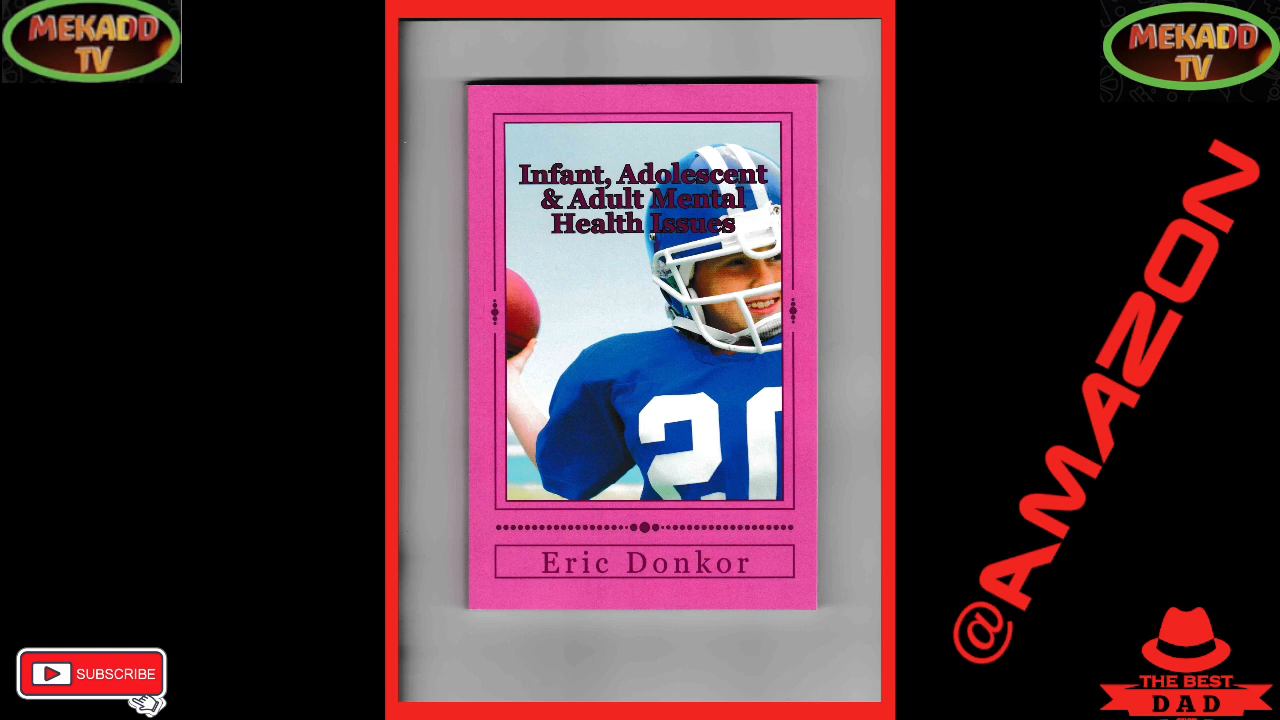 MEKADD
TV
MEKADD
TV
Infant, Adolescent
& Adult Mental
Health Issues
20
Eric Donkor
@AMAZON
SUBSCRIBE
THE BEST
DAD